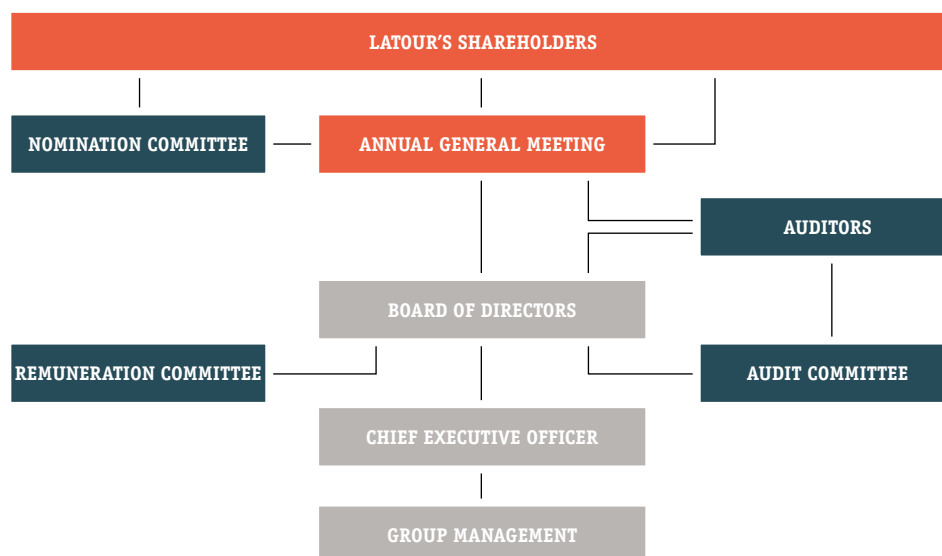 LATOUR'S SHAREHOLDERS
NOMINATION COMMITTEE
ANNUAL GENERAL MEETING
AUDITORS
BOARD OF DIRECTORS
REMUNERATION COMMITTEE
AUDIT COMMITTEE
CHIEF EXECUTIVE OFFICER
GROUP MANAGEMENT